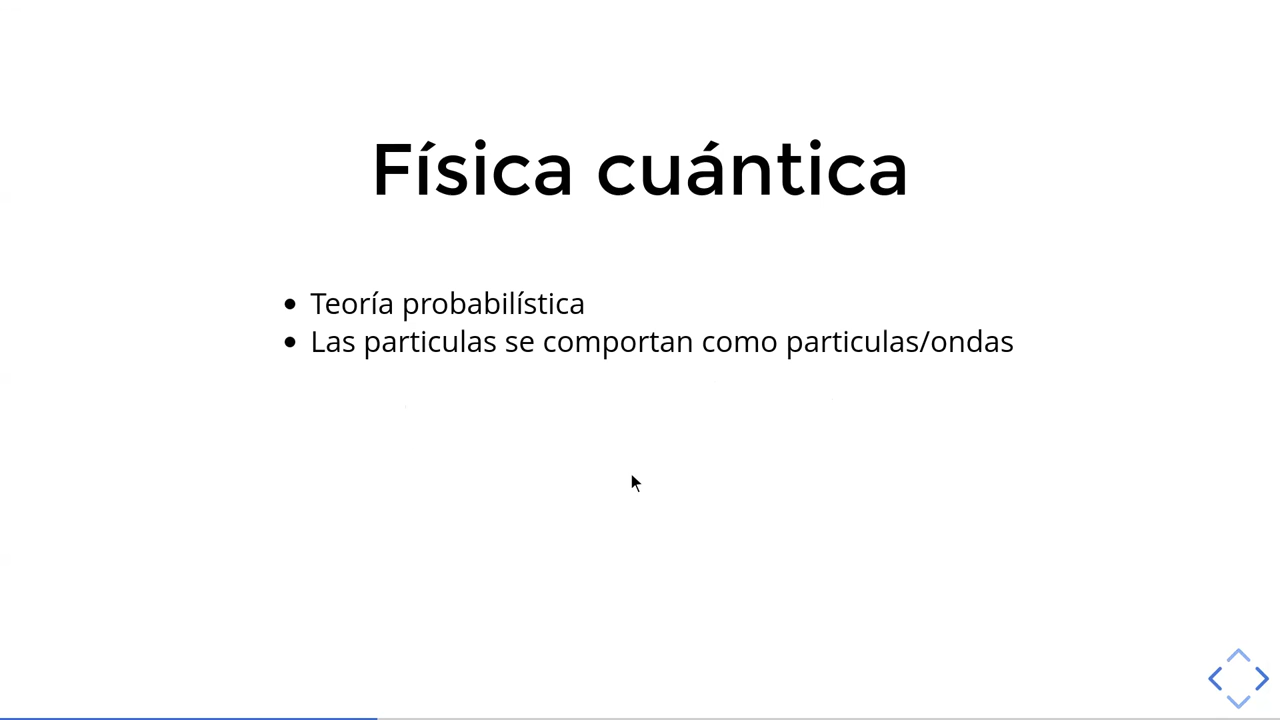 Física cuántica
• Teoría probabilística
• Las particulas se comportan como particulas/ondas